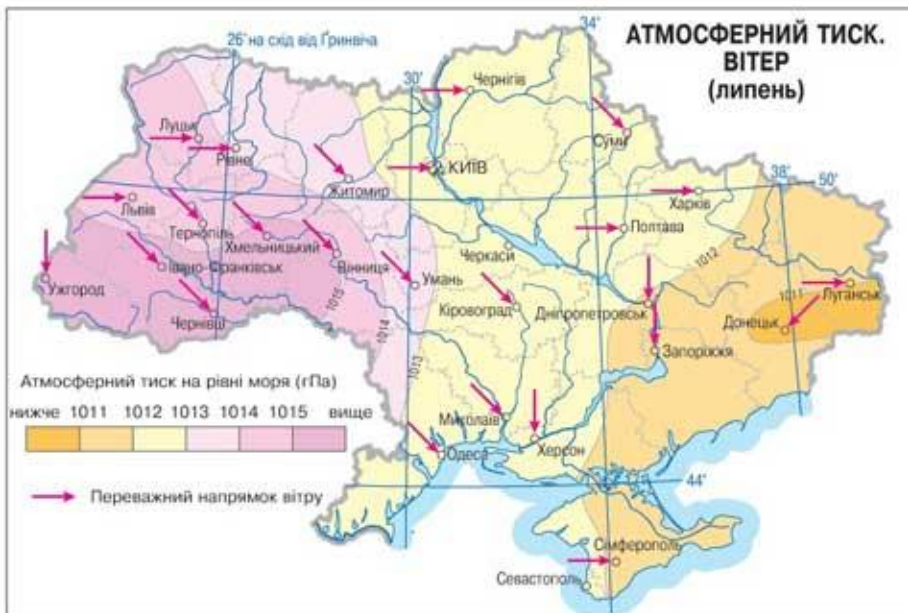 АТМОСФЕРНИЙ ТИСК.
ВІТЕР
(липень)
26° на схід від Ґринвіча
30°
34°
38°
50°
44°
Чернігів
Луцьк
Рівне
Суми
КИЇВ
Житомир
Харків
Львів
Тернопіль
Хмельницький
Полтава
Черкаси
1012
Івано-Франківськ
Вінниця
Умань
Ужгород
Чернівці
1015
1014
1013
Кіровоград
Дніпропетровськ
1011
Луганськ
Донецьк
Запоріжжя
Атмосферний тиск на рівні моря (гПа)
нижче 1011 1012 1013 1014 1015 вище
Миколаїв
Одеса
Херсон
Переважний напрямок вітру
Сімферополь
Севастополь